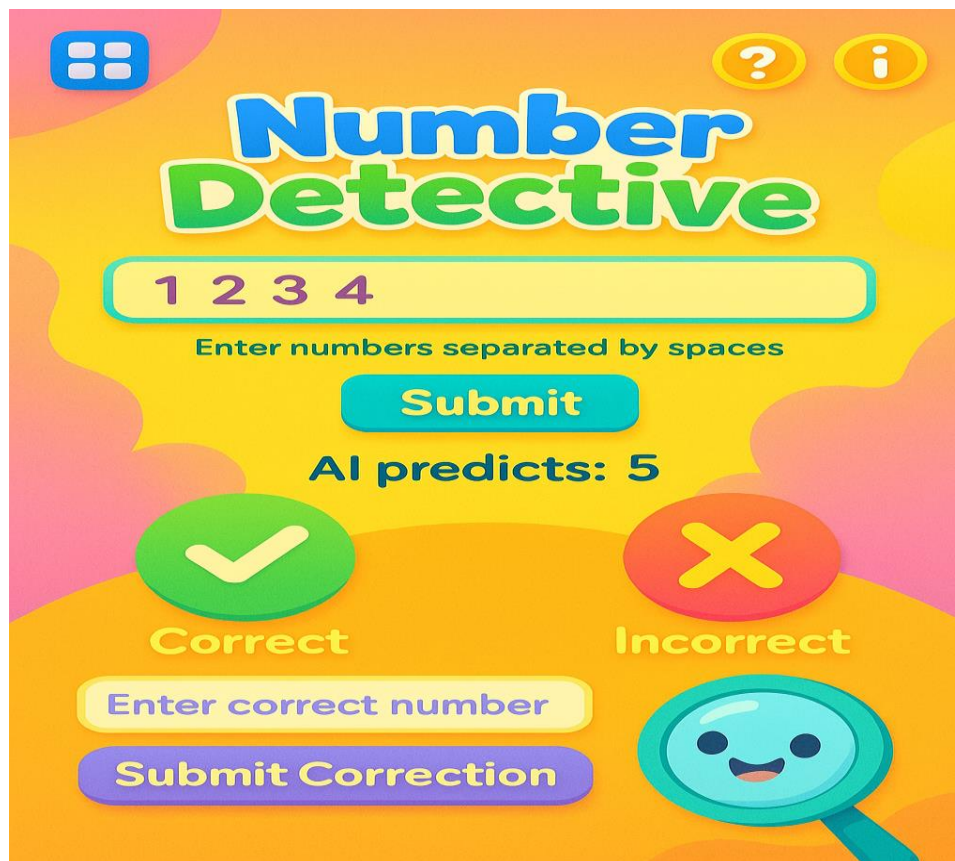 ?
i
Number
Detective
1 2 3 4
Enter numbers separated by spaces
Submit
AI predicts: 5
Correct
Incorrect
Enter correct number
Submit Correction